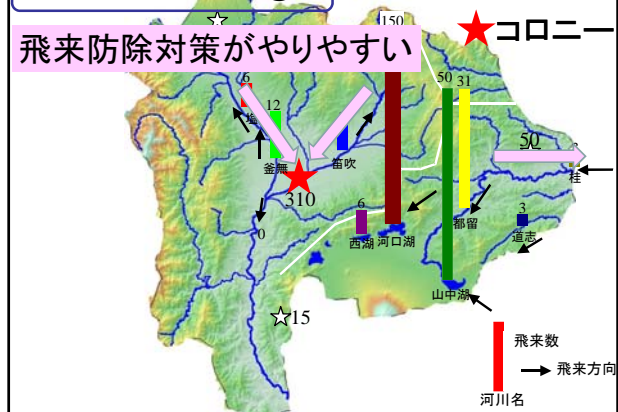 飛来防除対策がやりやすい
コロニー
150
6
塩
12
釜無
笛吹
310
0
6
西湖
河口湖
50
31
都留
50
桂
3
道志
山中湖
15
飛来数
飛来方向
河川名